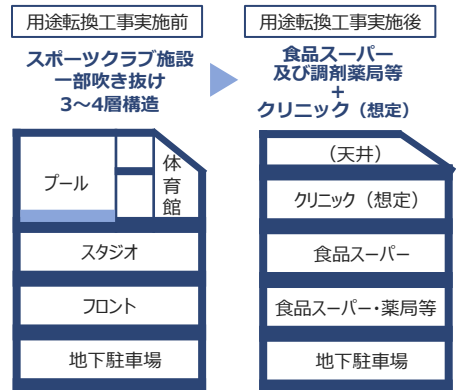 用途転換工事実施前
スポーツクラブ施設
一部吹き抜け
3～4層構造
プール
体育館
スタジオ
フロント
地下駐車場
用途転換工事実施後
食品スーパー
及び調剤薬局等
+
クリニック（想定）
（天井）
クリニック（想定）
食品スーパー
食品スーパー・薬局等
地下駐車場